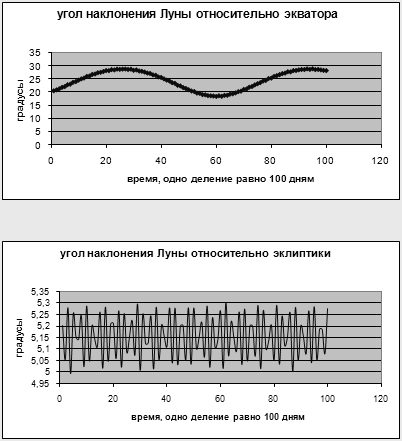 угол наклонения Луны относительно экватора
35
30
25
20
15
10
5
0
градусы
0 20 40 60 80 100 120
время, одно деление равно 100 дням
угол наклонения Луны относительно эклиптики
5,35
5,3
5,25
5,2
5,15
5,1
5,05
5
4,95
градусы
0 20 40 60 80 100 120
время, одно деление равно 100 дням